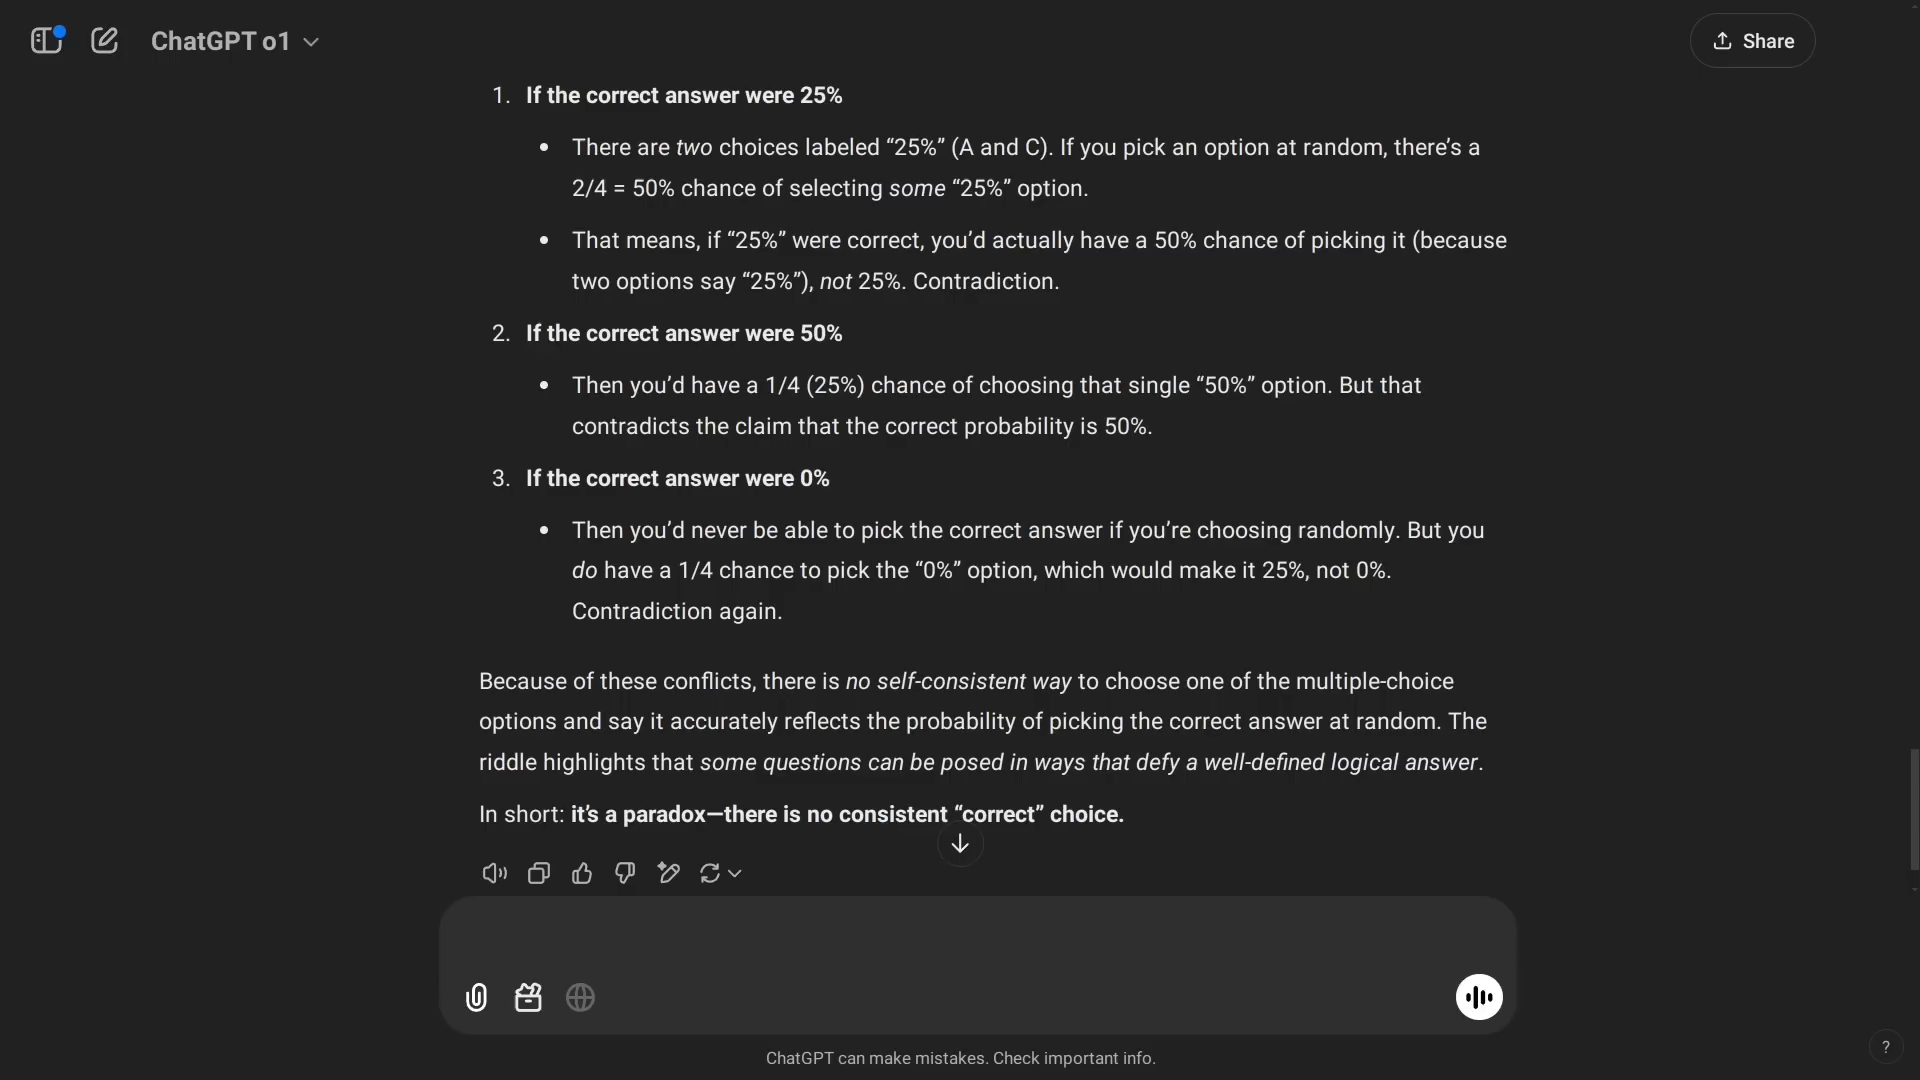 ChatGPT o1
Share
1. If the correct answer were 25%
• There are two choices labeled “25%” (A and C). If you pick an option at random, there’s a
2/4 = 50% chance of selecting some “25%” option.
• That means, if “25%” were correct, you’d actually have a 50% chance of picking it (because
two options say “25%”), not 25%. Contradiction.
2. If the correct answer were 50%
• Then you’d have a 1/4 (25%) chance of choosing that single “50%” option. But that
contradicts the claim that the correct probability is 50%.
3. If the correct answer were 0%
• Then you’d never be able to pick the correct answer if you’re choosing randomly. But you
do have a 1/4 chance to pick the “0%” option, which would make it 25%, not 0%.
Contradiction again.
Because of these conflicts, there is no self-consistent way to choose one of the multiple-choice
options and say it accurately reflects the probability of picking the correct answer at random. The
riddle highlights that some questions can be posed in ways that defy a well-defined logical answer.
In short: it’s a paradox—there is no consistent “correct” choice.
ChatGPT can make mistakes. Check important info.
?